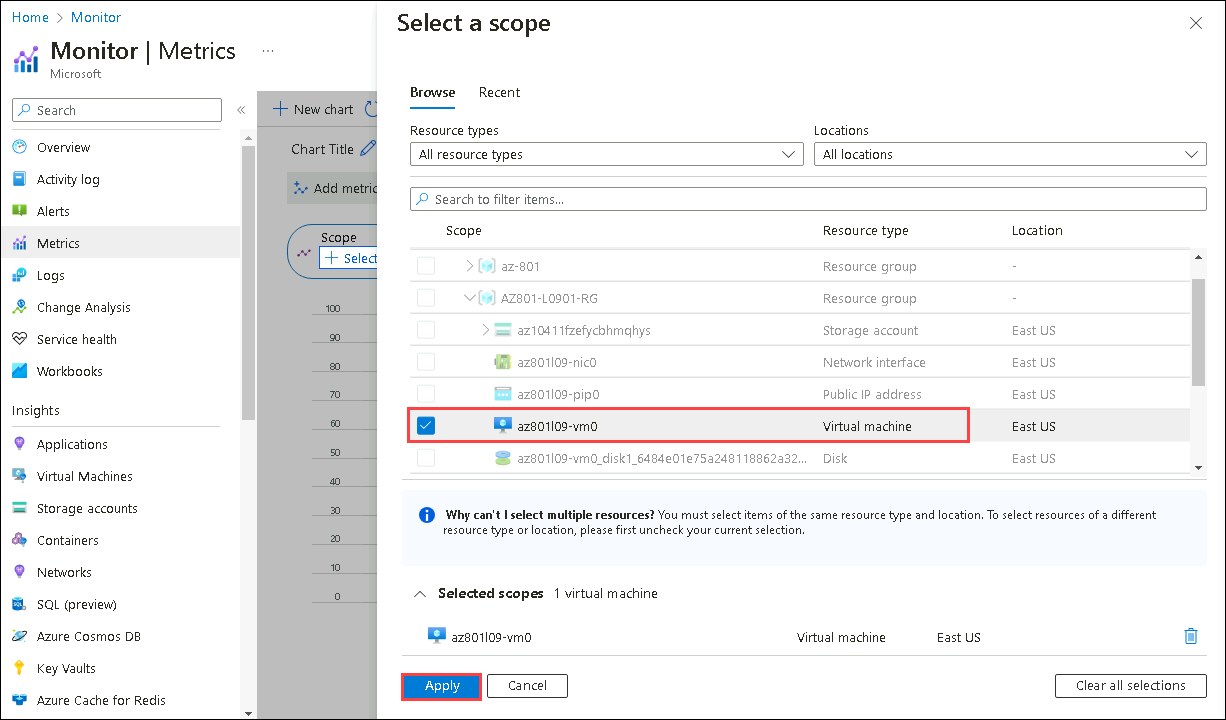 Home > Monitor
Monitor | Metrics ...
Microsoft
Search
«
Overview
Activity log
Alerts
Metrics
Logs
Change Analysis
Service health
Workbooks
Insights
Applications
Virtual Machines
Storage accounts
Containers
Networks
SQL (preview)
Azure Cosmos DB
Key Vaults
Azure Cache for Redis
+ New chart
Chart Title
Add metric
Scope
+ Select
100
90
80
70
60
50
40
30
20
10
0
Select a scope
Browse Recent
Resource types Locations
All resource types All locations
Search to filter items...
Scope Resource type Location
az-801 Resource group -
AZ801-L0901-RG Resource group -
az10411fzefycbhmqhys Storage account East US
az801l09-nic0 Network interface East US
az801l09-pip0 Public IP address East US
az801l09-vm0 Virtual machine East US
az801l09-vm0_disk1_6484e01e75a248118862a32... Disk East US
Why can't I select multiple resources? You must select items of the same resource type and location. To select resources of a different
resource type or location, please first uncheck your current selection.
Selected scopes 1 virtual machine
az801l09-vm0 Virtual machine East US
Apply Cancel Clear all selections